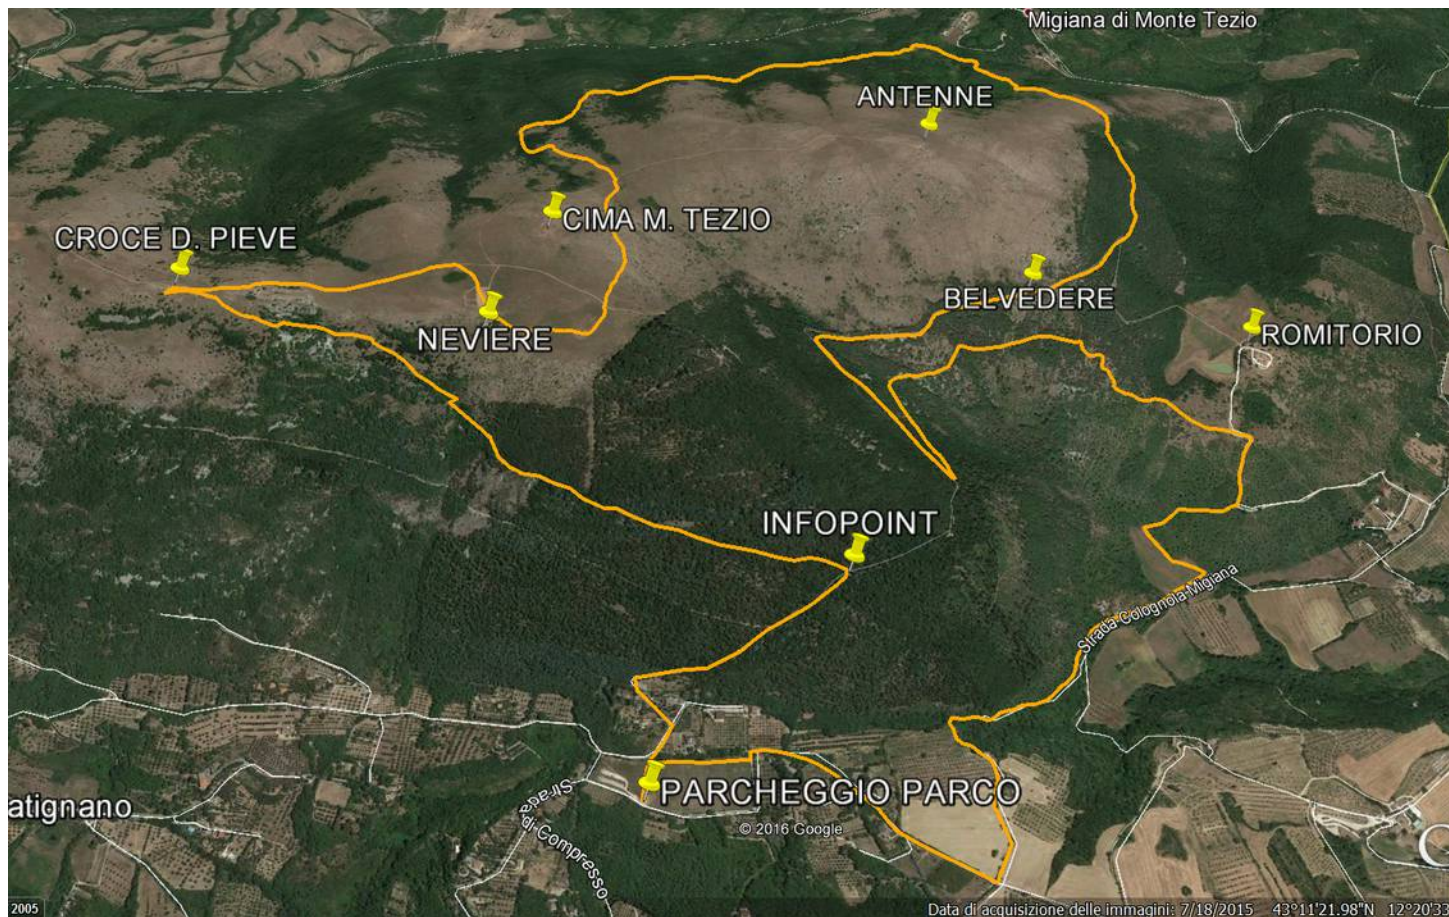 Migiana di Monte Tezio
ANTENNE
CIMA M. TEZIO
CROCE D. PIEVE
BELVEDERE
NEVIERE
ROMITORIO
INFOPOINT
Strada Colognola-Migiana
PARCHEGGIO PARCO
atignano
Strada
di Compresso
© 2016 Google
2005
Data di acquisizione delle immagini: 7/18/2015 43°11'21.98"N 12°20'33